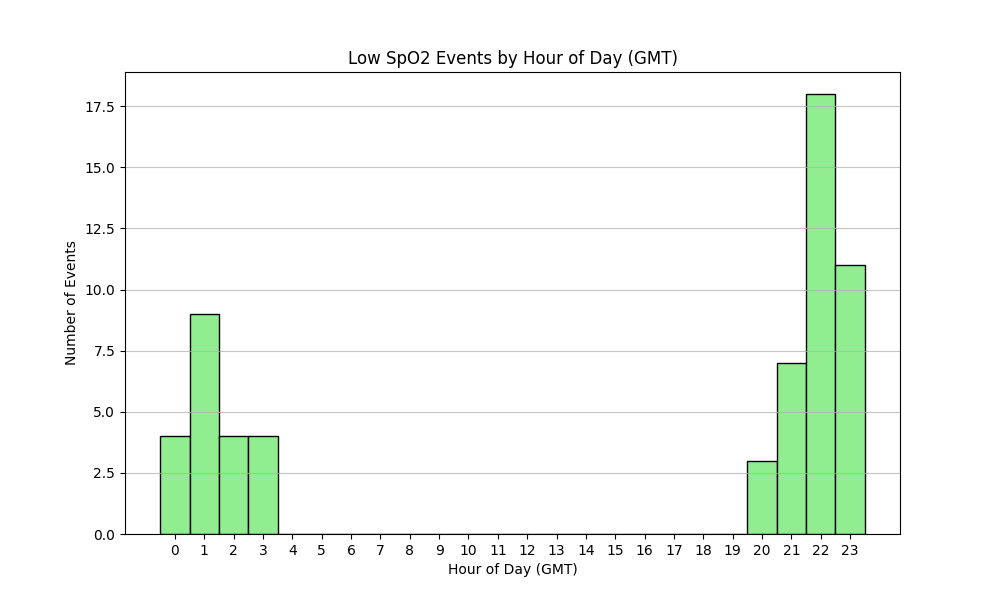 Low SpO2 Events by Hour of Day (GMT)
Number of Events
17.5
15.0
12.5
10.0
7.5
5.0
2.5
0.0
0 1 2 3 4 5 6 7 8 9 10 11 12 13 14 15 16 17 18 19 20 21 22 23
Hour of Day (GMT)